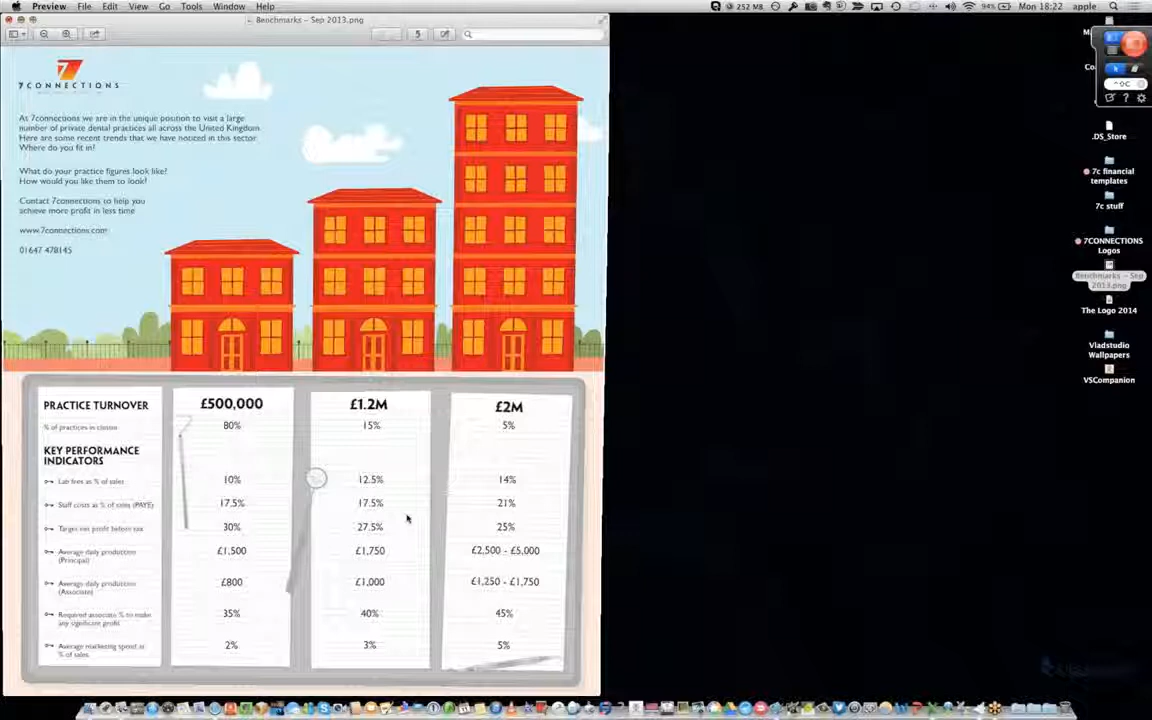 Preview File Edit View Go Tools Bookmarks Window Help
252 MB
94%
Mon 18:22 apple
Benchmarks – Sep 2013.png
7CONNECTIONS
At 7connections we are in the unique position to visit a large
number of private dental practices all across the United Kingdom.
Here are some recent trends that we have noticed in this sector.
Where do you fit in?
What do your practice figures look like?
How would you like them to look?
Contact 7connections to help you
achieve more profit in less time
www.7connections.com
01647 478145
PRACTICE TURNOVER £500,000 £1.2M £2M
% of practices in cluster 80% 15% 5%
KEY PERFORMANCE
INDICATORS
Lab fees as % of sales 10% 12.5% 14%
Staff costs as % of sales (PAYE) 17.5% 17.5% 21%
Target net profit before tax 30% 27.5% 25%
Average daily production
(Principal) £1,500 £1,750 £2,500 - £5,000
Average daily production
(Associate) £800 £1,000 £1,250 - £1,750
Required associate % to make
any significant profit 35% 40% 45%
Average marketing spend as
% of sales 2% 3% 5%
.DS_Store
7c financial
templates
7c stuff
7CONNECTIONS
Logos
Benchmarks – Sep
2013.png
The Logo 2014
Vladstudio
Wallpapers
VSCompanion